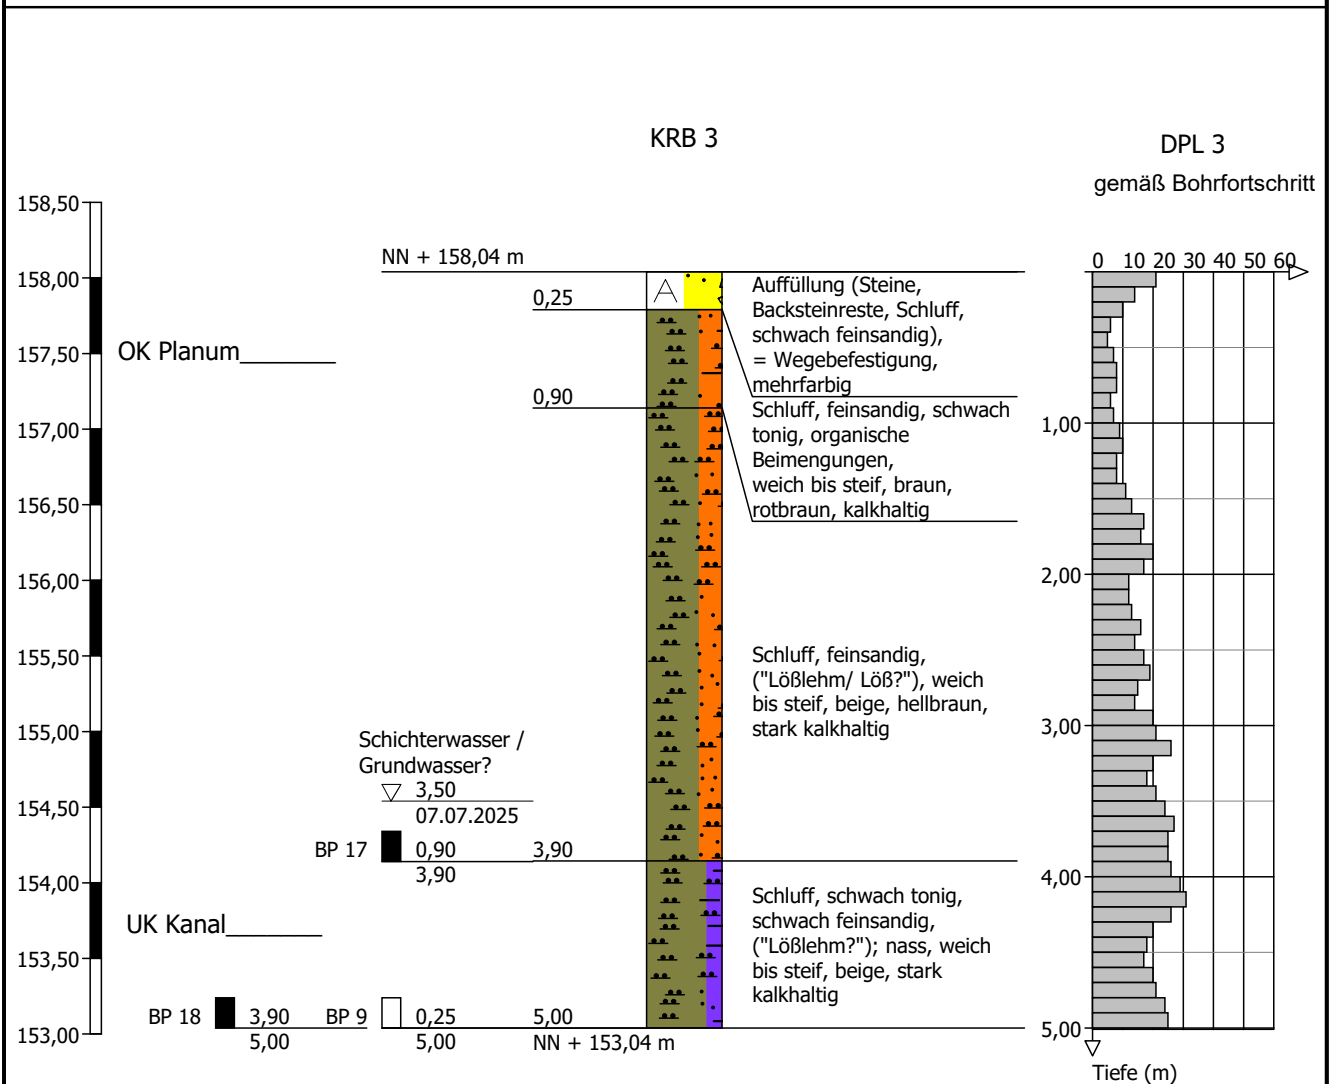 KRB 3
DPL 3
gemäß Bohrfortschritt
158,50
158,00
157,50
157,00
156,50
156,00
155,50
155,00
154,50
154,00
153,50
153,00
OK Planum________
UK Kanal________
NN + 158,04 m
0,25
0,90
Schichterwasser /
Grundwasser?
3,50
07.07.2025
BP 17
0,90
3,90
3,90
BP 18
3,90
5,00
BP 9
0,25
5,00
5,00
NN + 153,04 m
A
Auffüllung (Steine,
Backsteinreste, Schluff,
schwach feinsandig),
= Wegebefestigung,
mehrfarbig
Schluff, feinsandig, schwach
tonig, organische
Beimengungen,
weich bis steif, braun,
rotbraun, kalkhaltig
Schluff, feinsandig,
("Lößlehm/ Löß?"), weich
bis steif, beige, hellbraun,
stark kalkhaltig
Schluff, schwach tonig,
schwach feinsandig,
("Lößlehm?"); nass, weich
bis steif, beige, stark
kalkhaltig
0 10 20 30 40 50 60
1,00
2,00
3,00
4,00
5,00
Tiefe (m)